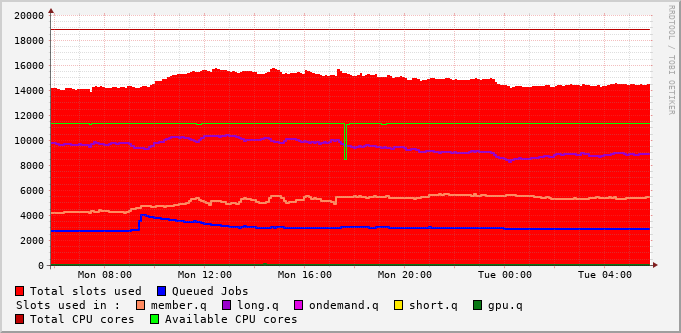 20000
18000
16000
14000
12000
10000
8000
6000
4000
2000
0
Mon 08:00 Mon 12:00 Mon 16:00 Mon 20:00 Tue 00:00 Tue 04:00
Total slots used Queued Jobs
Slots used in : member.q long.q ondemand.q short.q gpu.q
Total CPU cores Available CPU cores
RRDTOOL / TOBI OETIKER